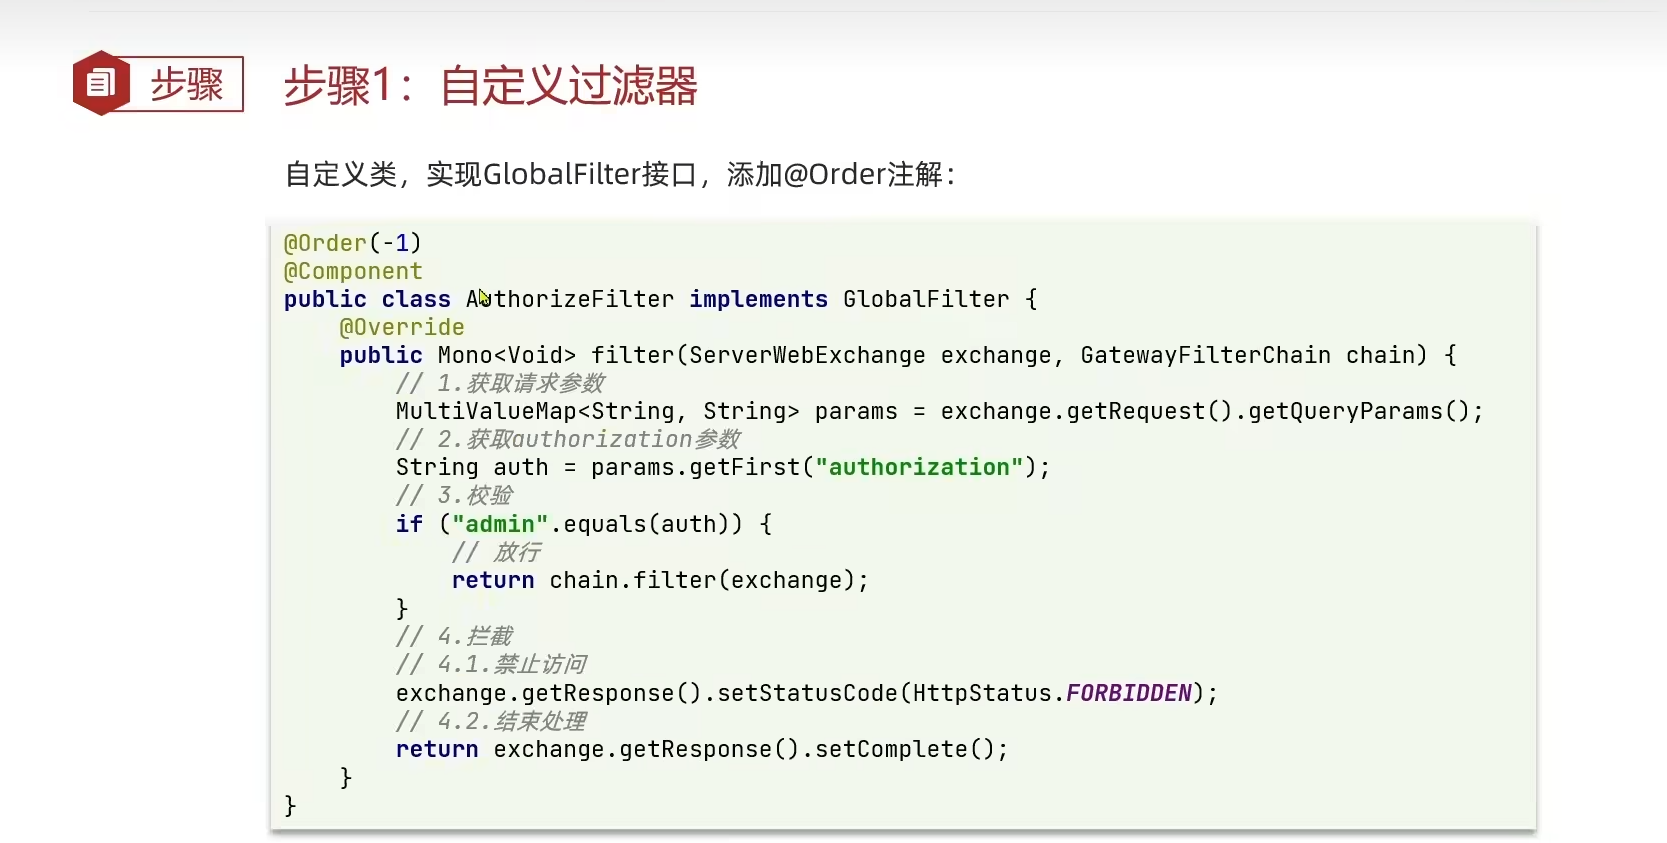 步骤
步骤1：自定义过滤器
自定义类，实现GlobalFilter接口，添加@Order注解：
@Order(-1)
@Component
public class AuthorizeFilter implements GlobalFilter {
    @Override
    public Mono<Void> filter(ServerWebExchange exchange, GatewayFilterChain chain) {
        // 1.获取请求参数
        MultiValueMap<String, String> params = exchange.getRequest().getQueryParams();
        // 2.获取authorization参数
        String auth = params.getFirst("authorization");
        // 3.校验
        if ("admin".equals(auth)) {
            // 放行
            return chain.filter(exchange);
        }
        // 4.拦截
        // 4.1.禁止访问
        exchange.getResponse().setStatusCode(HttpStatus.FORBIDDEN);
        // 4.2.结束处理
        return exchange.getResponse().setComplete();
    }
}